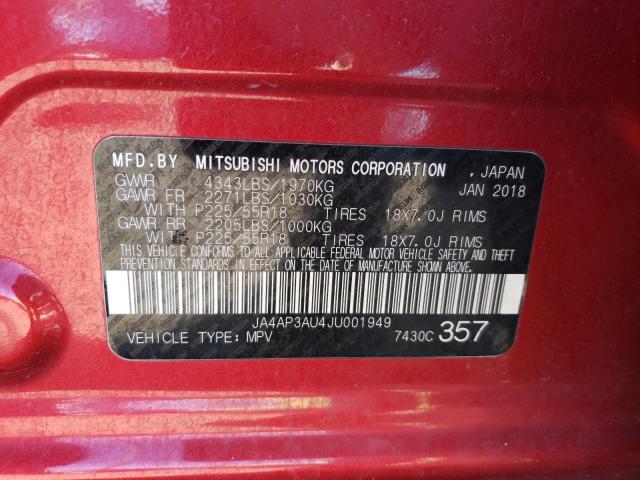 MFD.BY MITSUBISHI MOTORS CORPORATION , JAPAN
GVWR 4343LBS/1970KG JAN 2018
GAWR FR 2271LBS/1030KG
WITH P225/55R18 TIRES 18X7.0J RIMS
GAWR RR 2205LBS/1000KG
WITH P225/55R18 TIRES 18X7.0J RIMS
THIS VEHICLE CONFORMS TO ALL APPLICABLE FEDERAL MOTOR VEHICLE SAFETY AND THEFT
PREVENTION STANDARDS IN EFFECT ON THE DATE OF MANUFACTURE SHOWN ABOVE.
JA4AP3AU4JU001949
VEHICLE TYPE: MPV 7430C 357